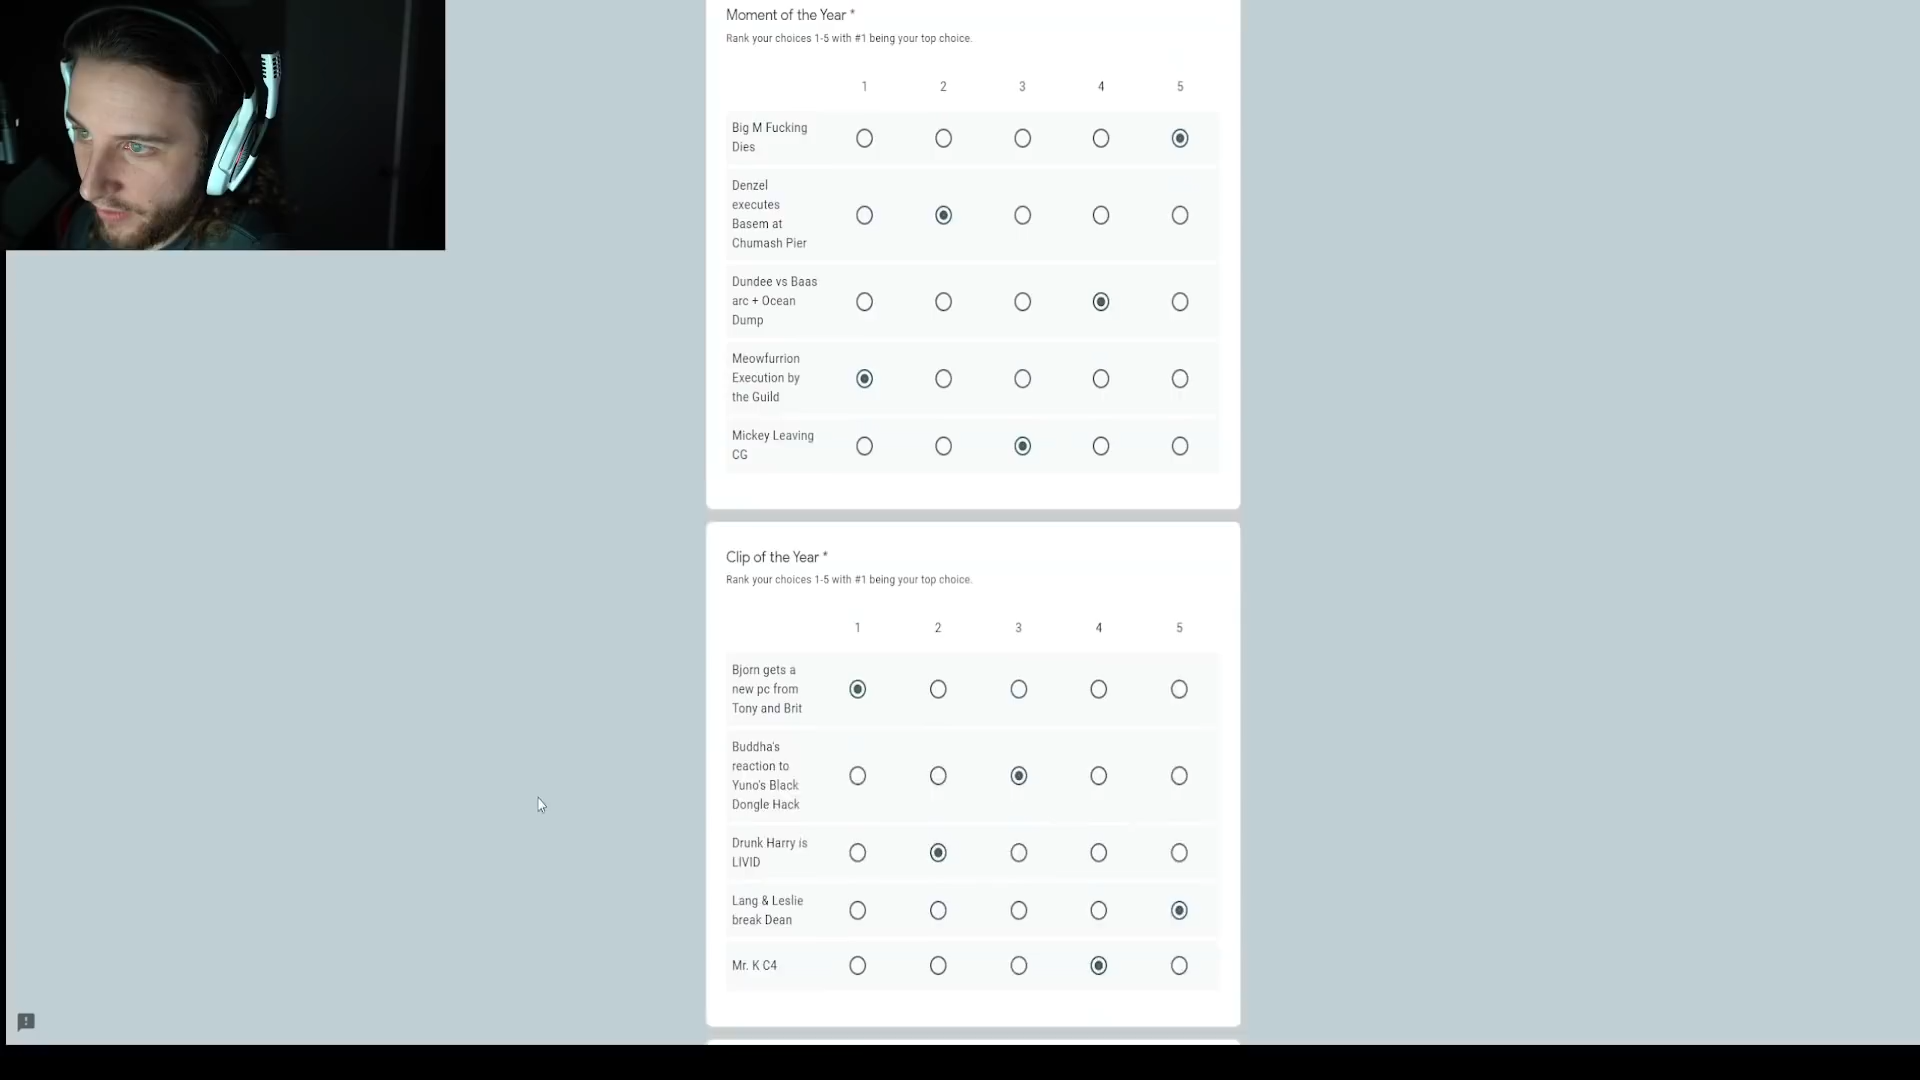 Moment of the Year *
Rank your choices 1-5 with #1 being your top choice.
1 2 3 4 5
Big M Fucking
Dies
Denzel
executes
Basem at
Chumash Pier
Dundee vs Baas
arc + Ocean
Dump
Meowfurrion
Execution by
the Guild
Mickey Leaving
CG
Clip of the Year *
Rank your choices 1-5 with #1 being your top choice.
1 2 3 4 5
Bjorn gets a
new pc from
Tony and Brit
Buddha's
reaction to
Yuno's Black
Dongle Hack
Drunk Harry is
LIVID
Lang & Leslie
break Dean
Mr. K C4